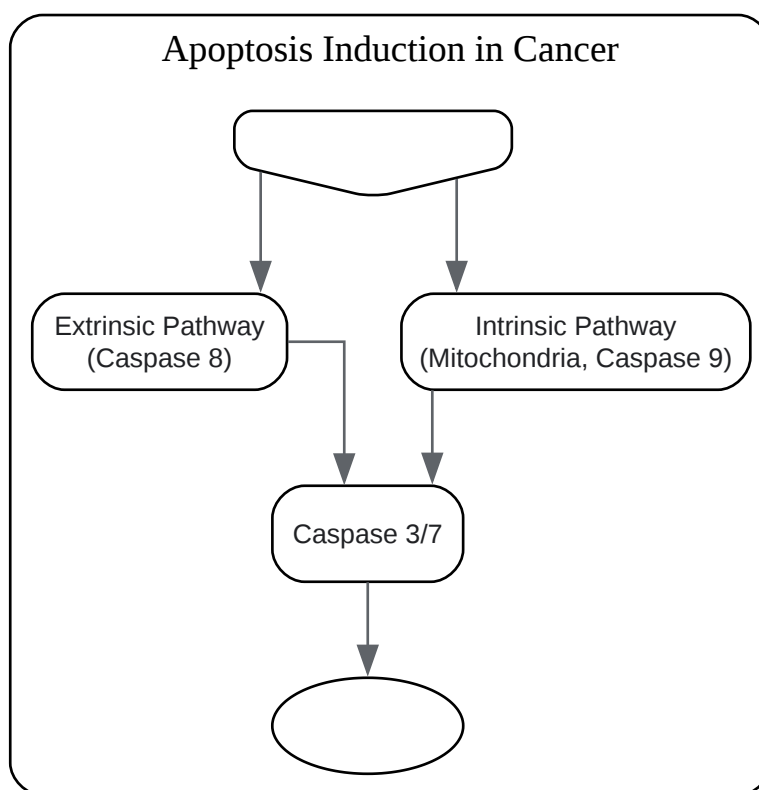 Apoptosis Induction in Cancer
Extrinsic Pathway
(Caspase 8)
Intrinsic Pathway
(Mitochondria, Caspase 9)
Caspase 3/7